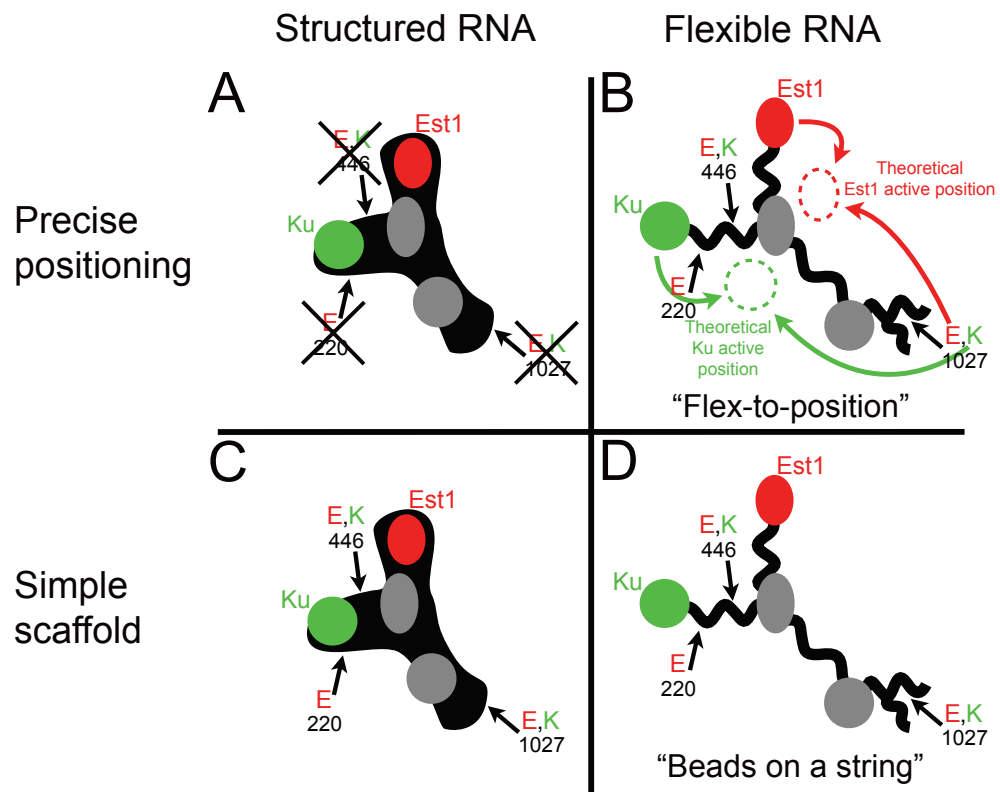 Structured RNA
Flexible RNA
Precise
positioning
A
E,K
446
Est1
Ku
E
220
E,K
1027
B
Est1
E,K
446
Theoretical
Est1 active position
Ku
E
220
Theoretical
Ku active
position
E,K
1027
“Flex-to-position”
Simple
scaffold
C
E,K
446
Est1
Ku
E
220
E,K
1027
D
Est1
E,K
446
Ku
E
220
E,K
1027
“Beads on a string”